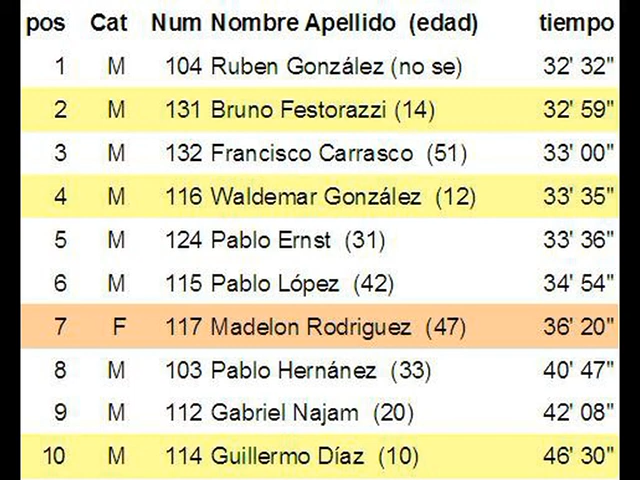 pos Cat Num Nombre Apellido (edad) tiempo
1 M 104 Ruben González (no se) 32' 32"
2 M 131 Bruno Festorazzi (14) 32' 59"
3 M 132 Francisco Carrasco (51) 33' 00"
4 M 116 Waldemar González (12) 33' 35"
5 M 124 Pablo Ernst (31) 33' 36"
6 M 115 Pablo López (42) 34' 54"
7 F 117 Madelon Rodriguez (47) 36' 20"
8 M 103 Pablo Hernánez (33) 40' 47"
9 M 112 Gabriel Najam (20) 42' 08"
10 M 114 Guillermo Díaz (10) 46' 30"